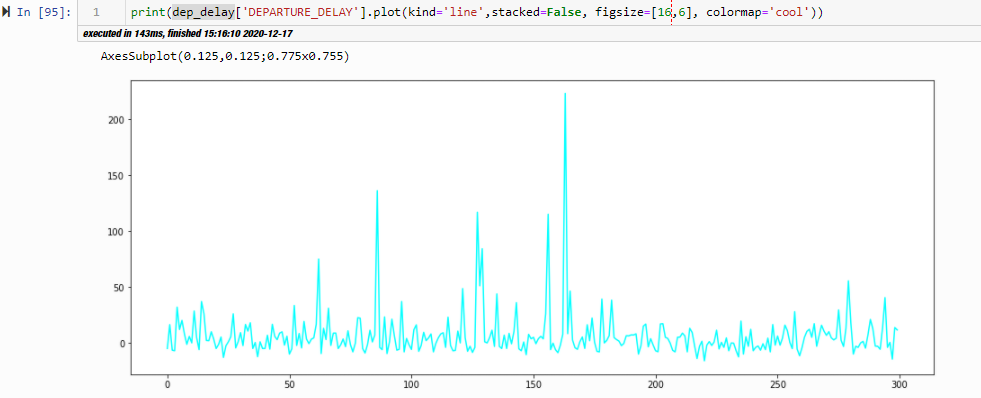 In [95]: 1 print(dep_delay['DEPARTURE_DELAY'].plot(kind='line',stacked=False, figsize=[16,6], colormap='cool'))
executed in 143ms, finished 15:16:10 2020-12-17
AxesSubplot(0.125,0.125;0.775x0.755)
200
150
100
50
0
0 50 100 150 200 250 300